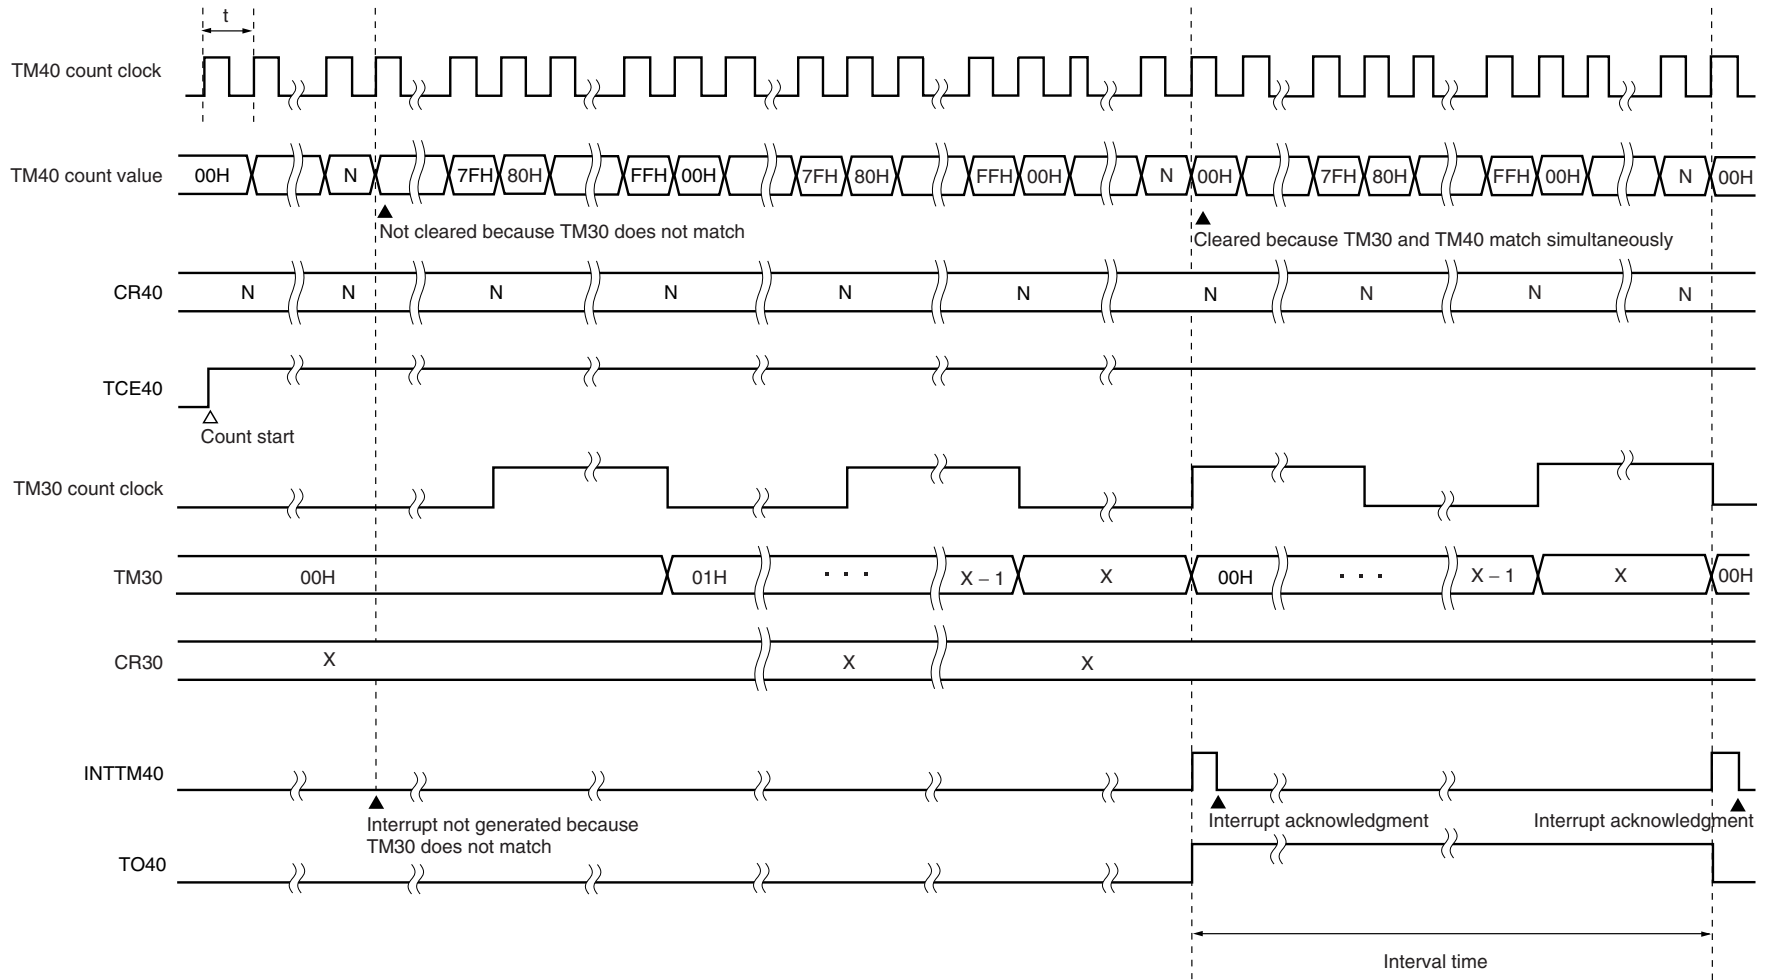 t
TM40 count clock
TM40 count value 00H N 7FH 80H FFH 00H 7FH 80H FFH 00H N 00H 7FH 80H FFH 00H N 00H
Not cleared because TM30 does not match
Cleared because TM30 and TM40 match simultaneously
CR40 N N N N N N N N N N
TCE40
Count start
TM30 count clock
TM30 00H 01H · · · X – 1 X 00H · · · X – 1 X 00H
CR30 X X X
INTTM40
Interrupt not generated because
TM30 does not match
Interrupt acknowledgment Interrupt acknowledgment
TO40
Interval time